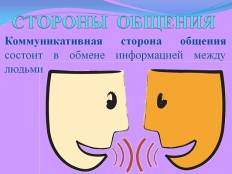 СТОРОНЫ ОБЩЕНИЯ
Коммуникативная сторона общения
состоит в обмене информацией между
людьми